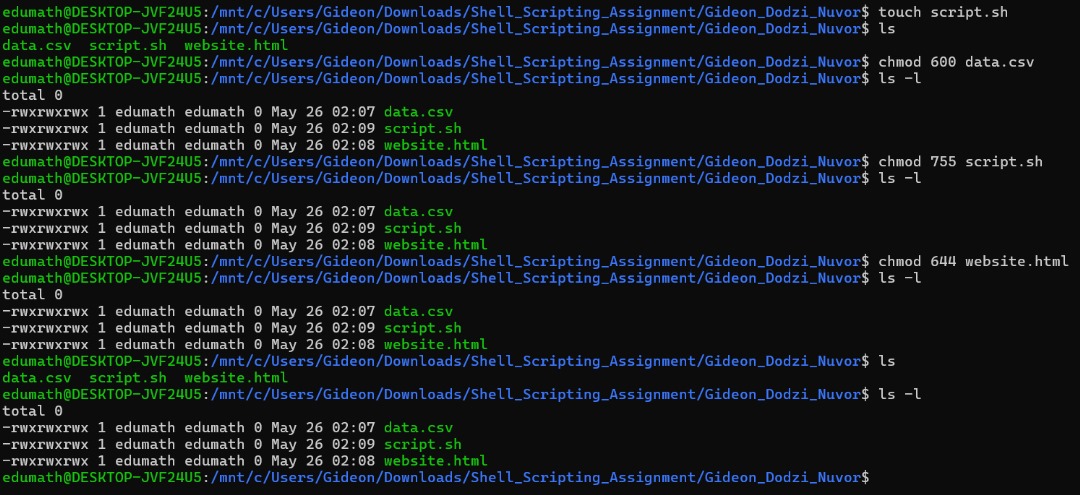 edumath@DESKTOP-JVF24U5:/mnt/c/Users/Gideon/Downloads/Shell_Scripting_Assignment/Gideon_Dodzi_Nuvor$ touch script.sh
edumath@DESKTOP-JVF24U5:/mnt/c/Users/Gideon/Downloads/Shell_Scripting_Assignment/Gideon_Dodzi_Nuvor$ ls
data.csv  script.sh  website.html
edumath@DESKTOP-JVF24U5:/mnt/c/Users/Gideon/Downloads/Shell_Scripting_Assignment/Gideon_Dodzi_Nuvor$ chmod 600 data.csv
edumath@DESKTOP-JVF24U5:/mnt/c/Users/Gideon/Downloads/Shell_Scripting_Assignment/Gideon_Dodzi_Nuvor$ ls -l
total 0
-rwxrwxrwx 1 edumath edumath 0 May 26 02:07 data.csv
-rwxrwxrwx 1 edumath edumath 0 May 26 02:09 script.sh
-rwxrwxrwx 1 edumath edumath 0 May 26 02:08 website.html
edumath@DESKTOP-JVF24U5:/mnt/c/Users/Gideon/Downloads/Shell_Scripting_Assignment/Gideon_Dodzi_Nuvor$ chmod 755 script.sh
edumath@DESKTOP-JVF24U5:/mnt/c/Users/Gideon/Downloads/Shell_Scripting_Assignment/Gideon_Dodzi_Nuvor$ ls -l
total 0
-rwxrwxrwx 1 edumath edumath 0 May 26 02:07 data.csv
-rwxrwxrwx 1 edumath edumath 0 May 26 02:09 script.sh
-rwxrwxrwx 1 edumath edumath 0 May 26 02:08 website.html
edumath@DESKTOP-JVF24U5:/mnt/c/Users/Gideon/Downloads/Shell_Scripting_Assignment/Gideon_Dodzi_Nuvor$ chmod 644 website.html
edumath@DESKTOP-JVF24U5:/mnt/c/Users/Gideon/Downloads/Shell_Scripting_Assignment/Gideon_Dodzi_Nuvor$ ls -l
total 0
-rwxrwxrwx 1 edumath edumath 0 May 26 02:07 data.csv
-rwxrwxrwx 1 edumath edumath 0 May 26 02:09 script.sh
-rwxrwxrwx 1 edumath edumath 0 May 26 02:08 website.html
edumath@DESKTOP-JVF24U5:/mnt/c/Users/Gideon/Downloads/Shell_Scripting_Assignment/Gideon_Dodzi_Nuvor$ ls
data.csv  script.sh  website.html
edumath@DESKTOP-JVF24U5:/mnt/c/Users/Gideon/Downloads/Shell_Scripting_Assignment/Gideon_Dodzi_Nuvor$ ls -l
total 0
-rwxrwxrwx 1 edumath edumath 0 May 26 02:07 data.csv
-rwxrwxrwx 1 edumath edumath 0 May 26 02:09 script.sh
-rwxrwxrwx 1 edumath edumath 0 May 26 02:08 website.html
edumath@DESKTOP-JVF24U5:/mnt/c/Users/Gideon/Downloads/Shell_Scripting_Assignment/Gideon_Dodzi_Nuvor$